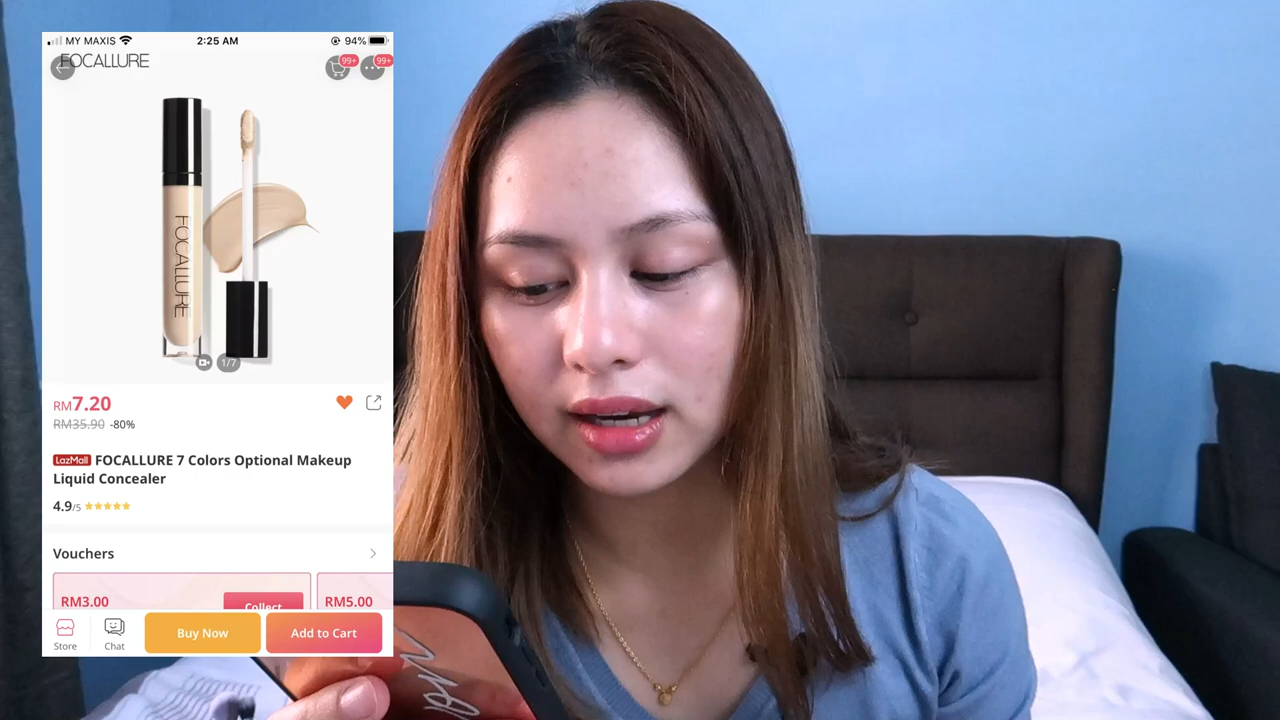 MY MAXIS
2:25 AM
94%
FOCALLURE
99+
99+
FOCALLURE
1/7
RM7.20
RM35.90 -80%
LazMall FOCALLURE 7 Colors Optional Makeup
Liquid Concealer
4.9/5
Vouchers
RM3.00
Collect
RM5.00
Store
Chat
Buy Now
Add to Cart